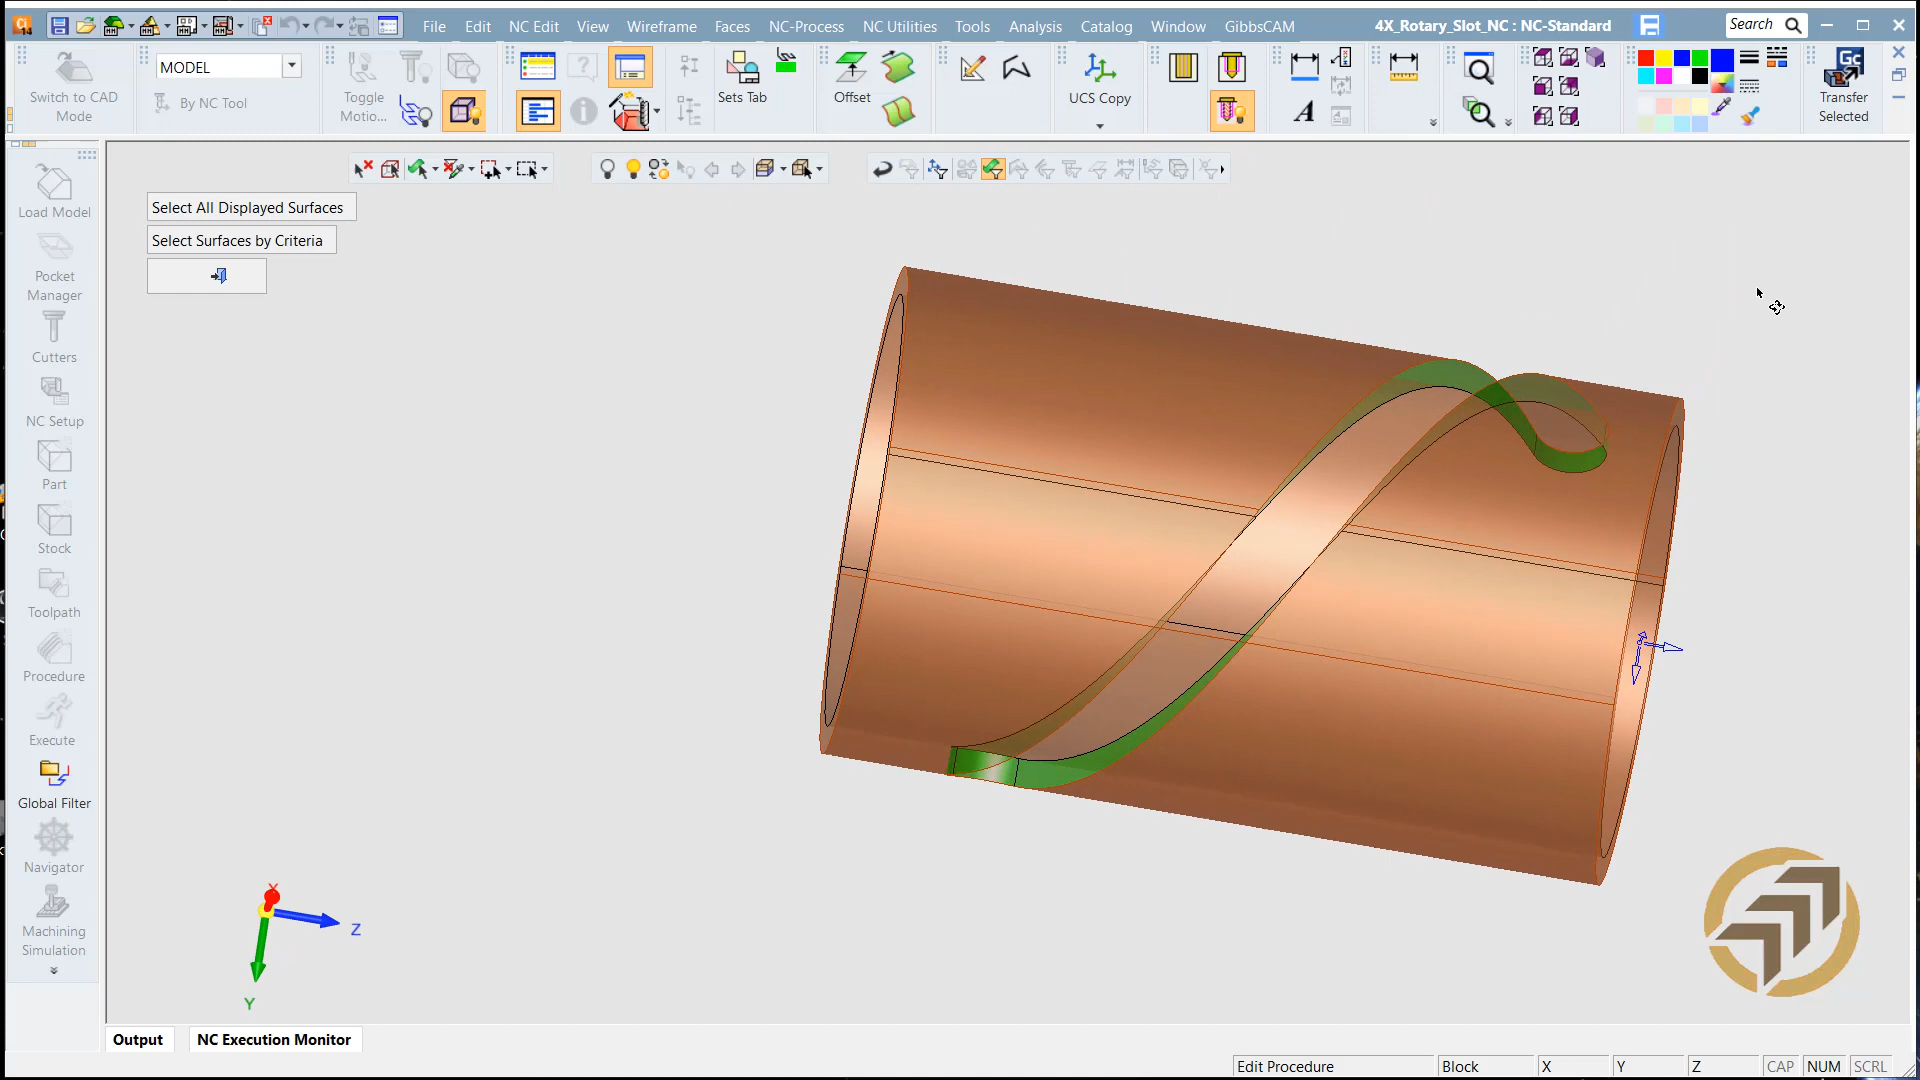 File Edit NC Edit View Wireframe Faces NC-Process NC Utilities Tools Analysis Catalog Window GibbsCAM 4X_Rotary_Slot_NC : NC-Standard Search
Switch to CAD Mode
MODEL
By NC Tool
Toggle Motio...
Sets Tab
Offset
UCS Copy
A
Gc
Transfer Selected
Load Model
Pocket Manager
Cutters
NC Setup
Part
Stock
Toolpath
Procedure
Execute
Global Filter
Navigator
Machining Simulation
Select All Displayed Surfaces
Select Surfaces by Criteria
X
Z
Y
Output NC Execution Monitor
Edit Procedure Block X Y Z CAP NUM SCRL